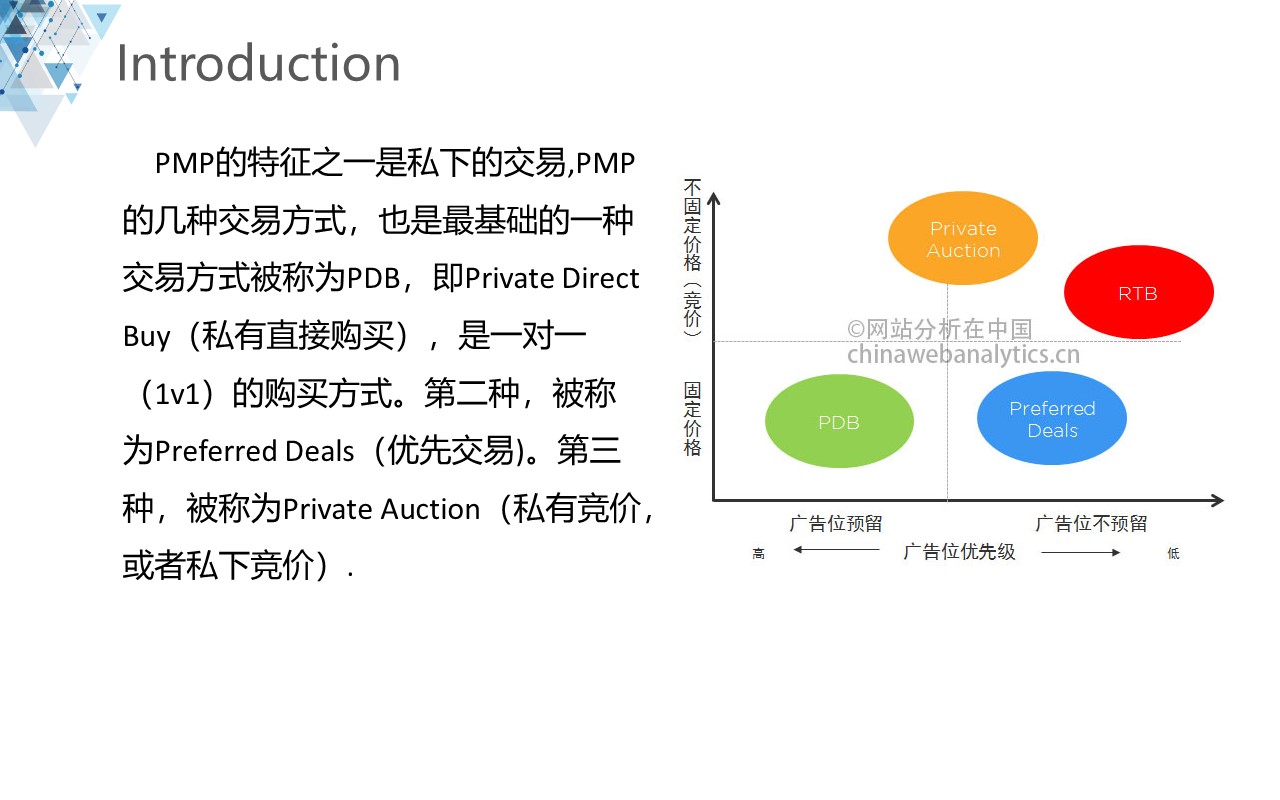 Introduction
PMP的特征之一是私下的交易,PMP
的几种交易方式，也是最基础的一种
交易方式被称为PDB，即Private Direct
Buy（私有直接购买），是一对一
（1v1）的购买方式。第二种，被称
为Preferred Deals（优先交易)。第三
种，被称为Private Auction（私有竞价，
或者私下竞价）.
不固定价格（竞价）
固定价格
Private
Auction
RTB
©网站分析在中国
chinawebanalytics.cn
PDB
Preferred
Deals
广告位预留
广告位不预留
高
广告位优先级
低